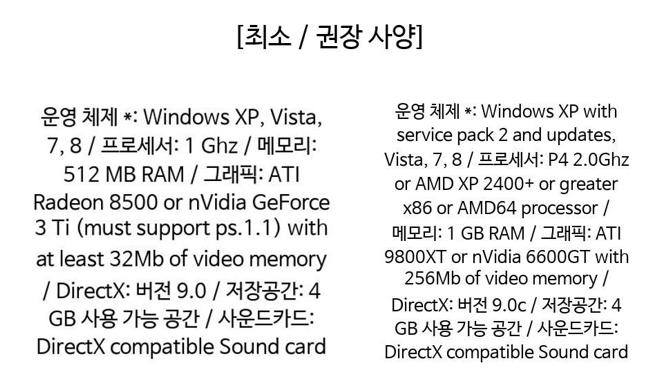 [최소 / 권장 사양]
운영 체제 *: Windows XP, Vista,
7, 8 / 프로세서: 1 Ghz / 메모리:
512 MB RAM / 그래픽: ATI
Radeon 8500 or nVidia GeForce
3 Ti (must support ps.1.1) with
at least 32Mb of video memory
/ DirectX: 버전 9.0 / 저장공간: 4
GB 사용 가능 공간 / 사운드카드:
DirectX compatible Sound card
운영 체제 *: Windows XP with
service pack 2 and updates,
Vista, 7, 8 / 프로세서: P4 2.0Ghz
or AMD XP 2400+ or greater
x86 or AMD64 processor /
메모리: 1 GB RAM / 그래픽: ATI
9800XT or nVidia 6600GT with
256Mb of video memory /
DirectX: 버전 9.0c / 저장공간: 4
GB 사용 가능 공간 / 사운드카드:
DirectX compatible Sound card